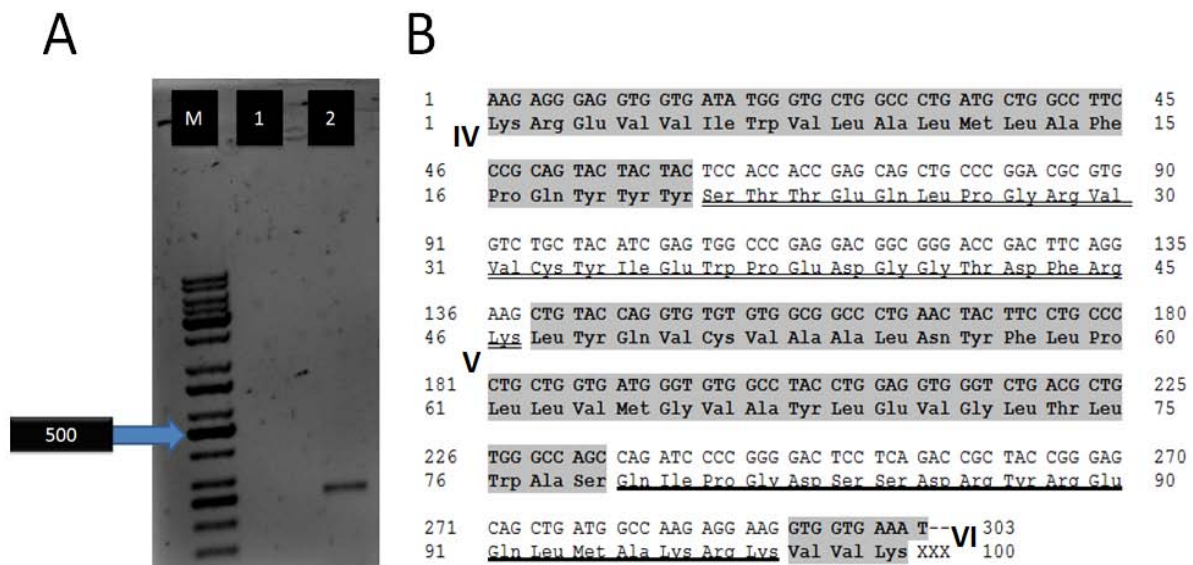 A
B
M 1 2
500
1 AAG AGG GAG GTG GTG ATA TGG GTG CTG GCC CTG ATG CTG GCC TTC 45
1 Lys Arg Glu Val Val Ile Trp Val Leu Ala Leu Met Leu Ala Phe 15
IV
46 CCG CAG TAC TAC TAC TCC ACC ACC GAG CAG CTG CCC GGA CGC GTG 90
16 Pro Gln Tyr Tyr Tyr Ser Thr Thr Glu Gln Leu Pro Gly Arg Val 30
91 GTC TGC TAC ATC GAG TGG CCC GAG GAC GGC GGG ACC GAC TTC AGG 135
31 Val Cys Tyr Ile Glu Trp Pro Glu Asp Gly Gly Thr Asp Phe Arg 45
136 AAG CTG TAC CAG GTG TGT GTG GCG GCC CTG AAC TAC TTC CTG CCC 180
46 Lys Leu Tyr Gln Val Cys Val Ala Ala Leu Asn Tyr Phe Leu Pro 60
V
181 CTG CTG GTG ATG GGT GTG GCC TAC CTG GAG GTG GGT CTG ACG CTG 225
61 Leu Leu Val Met Gly Val Ala Tyr Leu Glu Val Gly Leu Thr Leu 75
226 TGG GCC AGC CAG ATC CCC GGG GAC TCC TCA GAC CGC TAC CGG GAG 270
76 Trp Ala Ser Gln Ile Pro Gly Asp Ser Ser Asp Arg Tyr Arg Glu 90
271 CAG CTG ATG GCC AAG AGG AAG GTG GTG AAA T-- 303
91 Gln Leu Met Ala Lys Arg Lys Val Val Lys XXX 100
VI